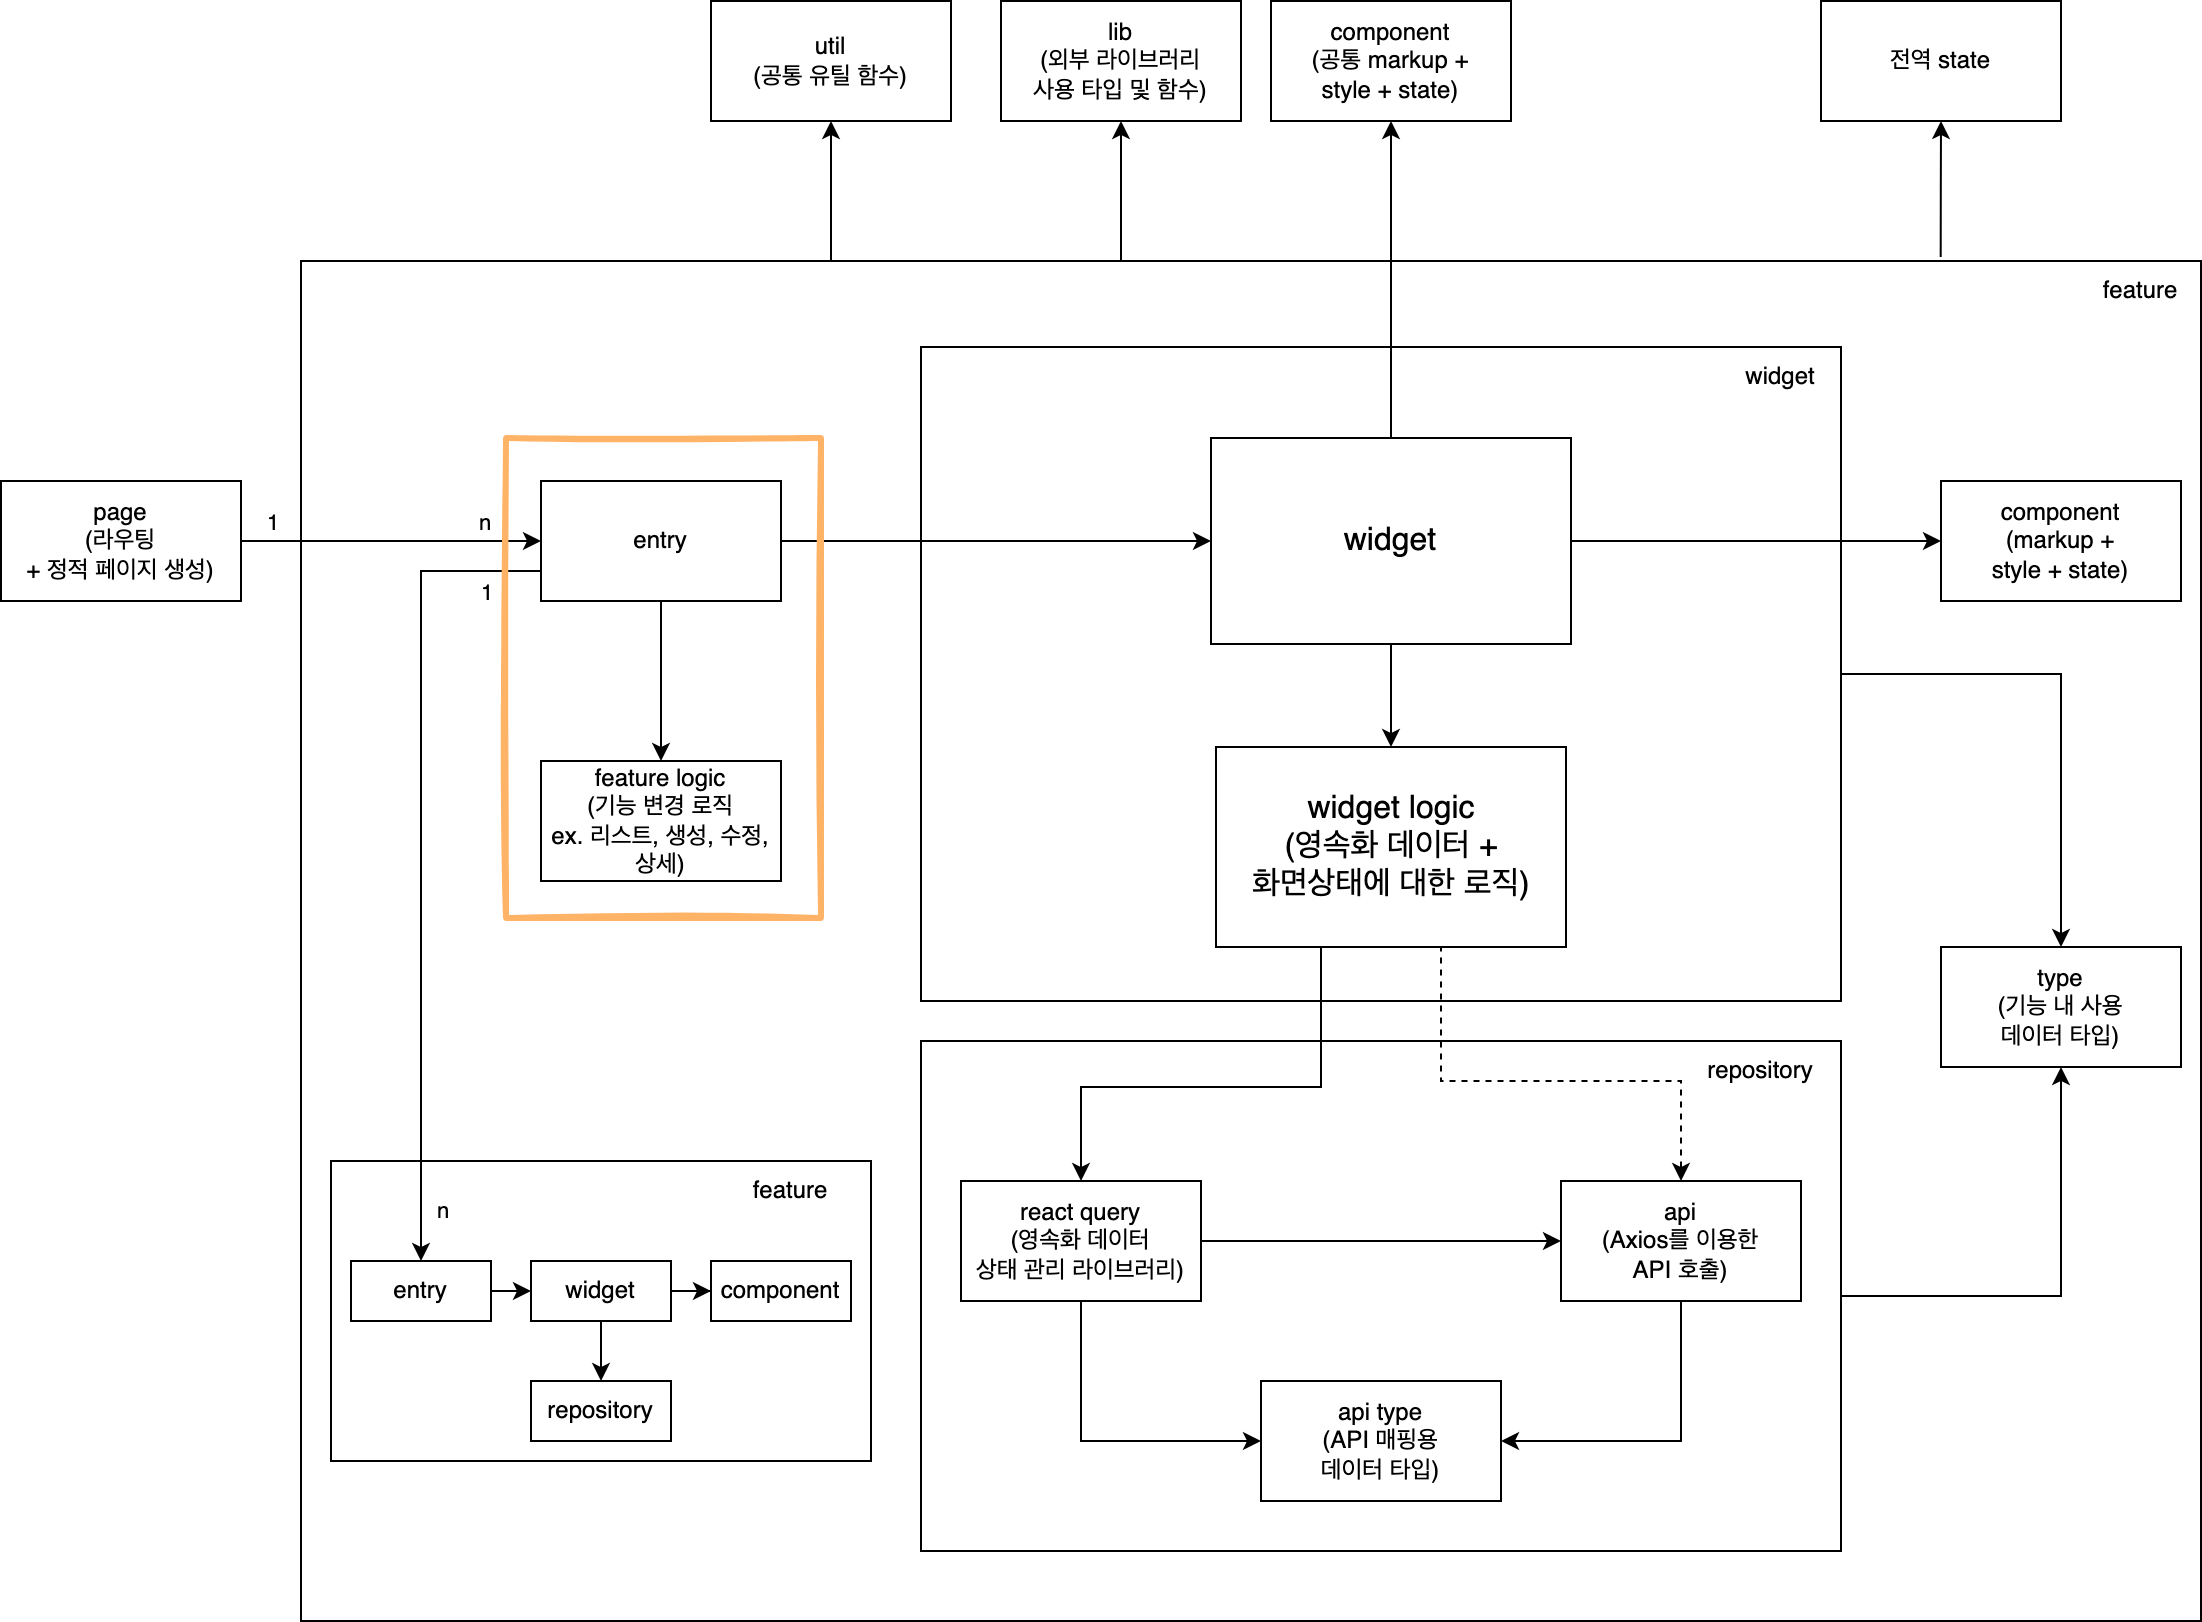 util
(공통 유틸 함수)
lib
(외부 라이브러리
사용 타입 및 함수)
component
(공통 markup +
style + state)
전역 state
feature
widget
page
(라우팅
+ 정적 페이지 생성)
1
n
entry
1
widget
component
(markup +
style + state)
feature logic
(기능 변경 로직
ex. 리스트, 생성, 수정,
상세)
widget logic
(영속화 데이터 +
화면상태에 대한 로직)
type
(기능 내 사용
데이터 타입)
repository
feature
n
entry
widget
component
repository
react query
(영속화 데이터
상태 관리 라이브러리)
api
(Axios를 이용한
API 호출)
api type
(API 매핑용
데이터 타입)